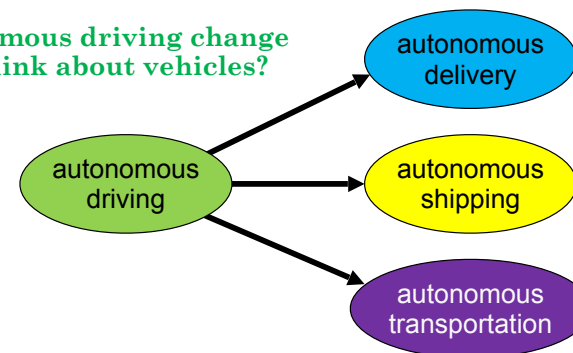 mous driving change
ink about vehicles?
autonomous
delivery
autonomous
driving
autonomous
shipping
autonomous
transportation